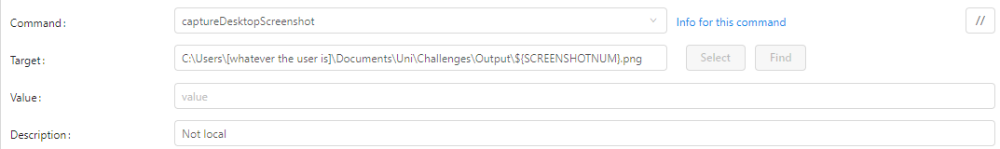 Command: captureDesktopScreenshot Info for this command //
Target: C:\Users\[whatever the user is]\Documents\Uni\Challenges\Output\${SCREENSHOTNUM}.png Select Find
Value: value
Description: Not local